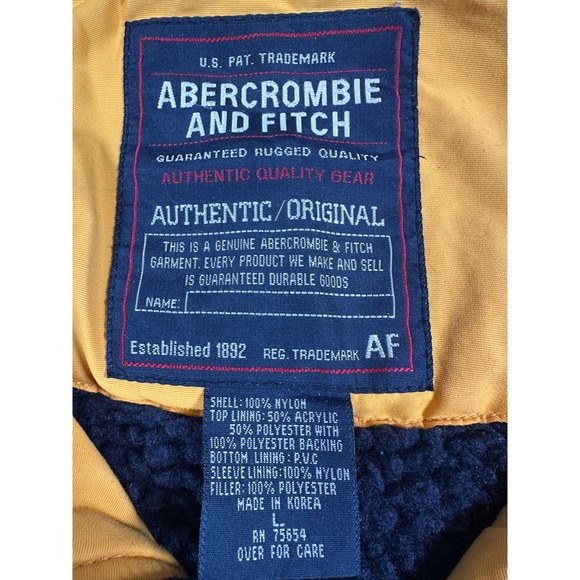 U.S. PAT. TRADEMARK
ABERCROMBIE
AND FITCH
GUARANTEED RUGGED QUALITY
AUTHENTIC QUALITY GEAR
AUTHENTIC/ORIGINAL
THIS IS A GENUINE ABERCROMBIE & FITCH
GARMENT. EVERY PRODUCT WE MAKE AND SELL
IS GUARANTEED DURABLE GOODS
NAME:
Established 1892 REG. TRADEMARK AF
SHELL:100% NYLON
TOP LINING:50% ACRYLIC
50% POLYESTER WITH
100% POLYESTER BACKING
BOTTOM LINING:P.V.C
SLEEVE LINING:100% NYLON
FILLER:100% POLYESTER
MADE IN KOREA
L
RN 75654
OVER FOR CARE